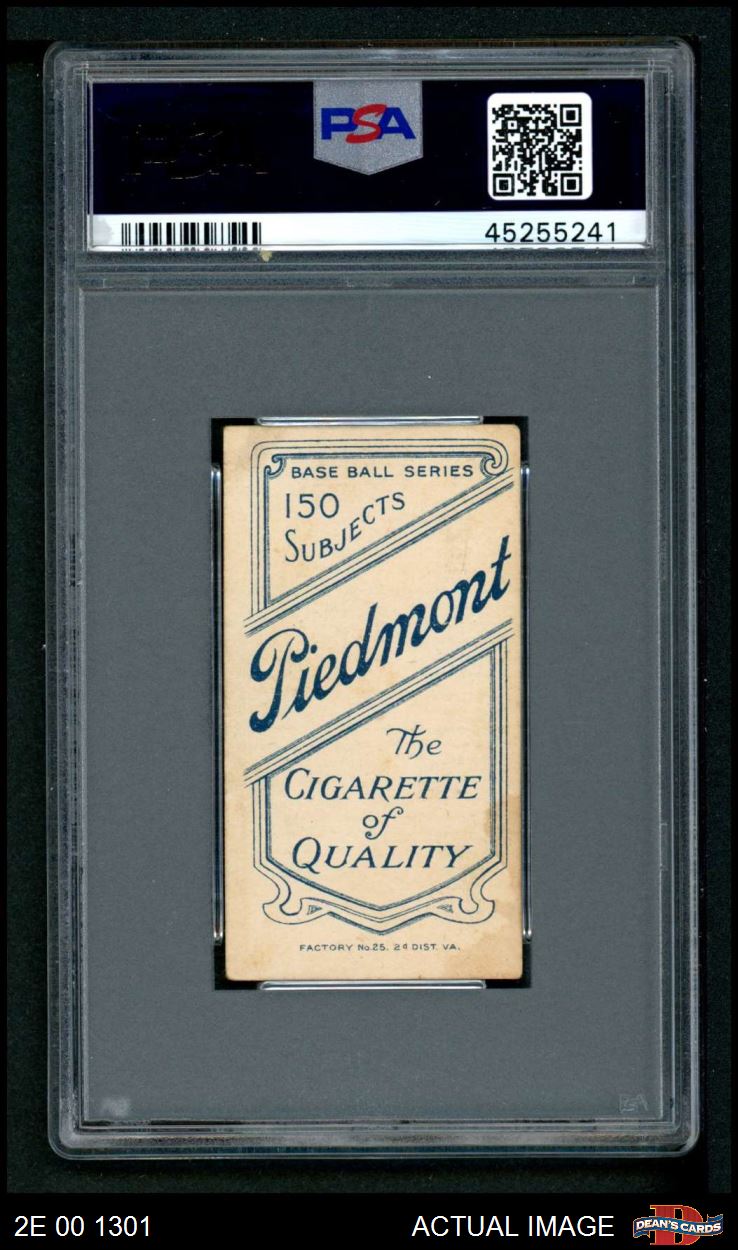 PSA
45255241
BASE BALL SERIES
150
SUBJECTS
Piedmont
The
CIGARETTE
of
QUALITY
FACTORY No. 25. 2d DIST. VA.
2E 00 1301
ACTUAL IMAGE
DEAN'S CARDS